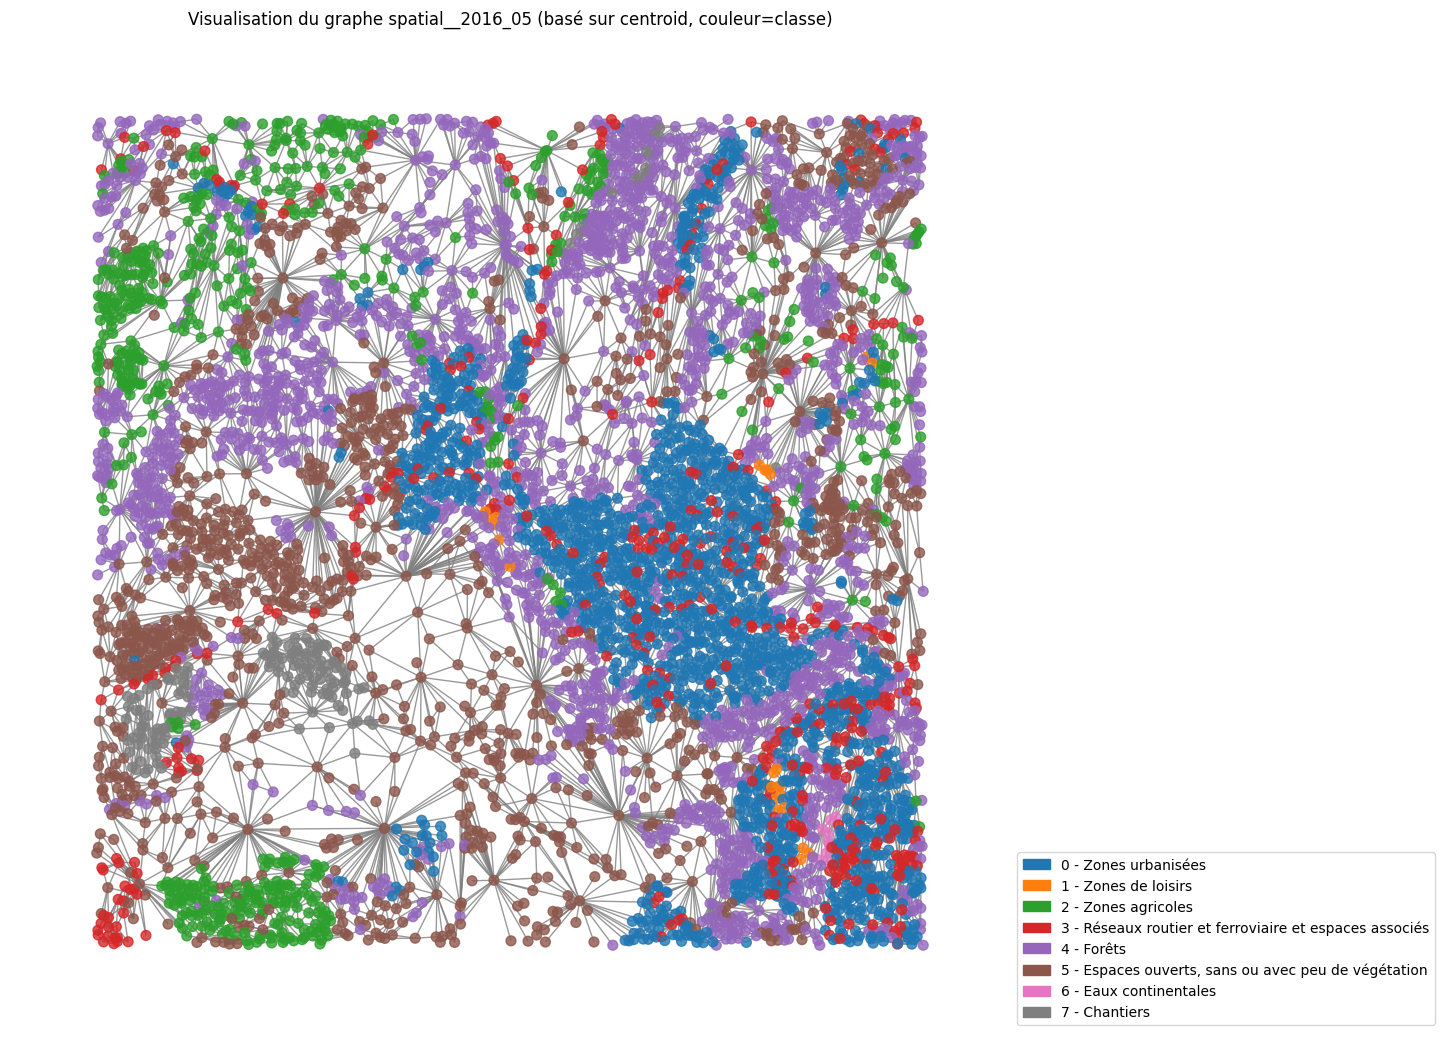 Visualisation du graphe spatial__2016_05 (basé sur centroid, couleur=classe)
0 - Zones urbanisées
1 - Zones de loisirs
2 - Zones agricoles
3 - Réseaux routier et ferroviaire et espaces associés
4 - Forêts
5 - Espaces ouverts, sans ou avec peu de végétation
6 - Eaux continentales
7 - Chantiers